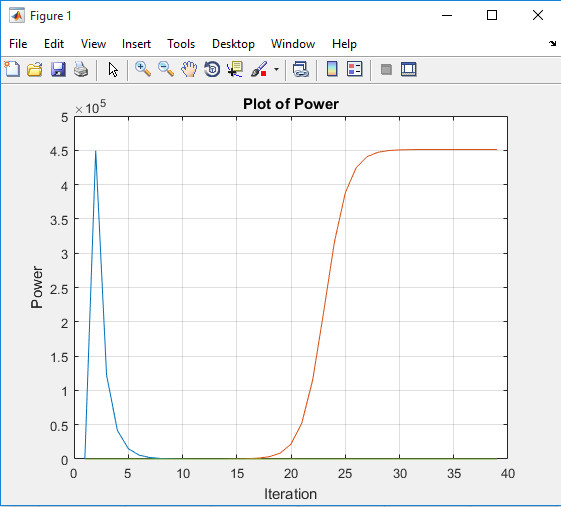 Figure 1
File Edit View Insert Tools Desktop Window Help
Plot of Power
×10^5
5
4.5
4
3.5
3
2.5
2
1.5
1
0.5
0
Power
0 5 10 15 20 25 30 35 40
Iteration